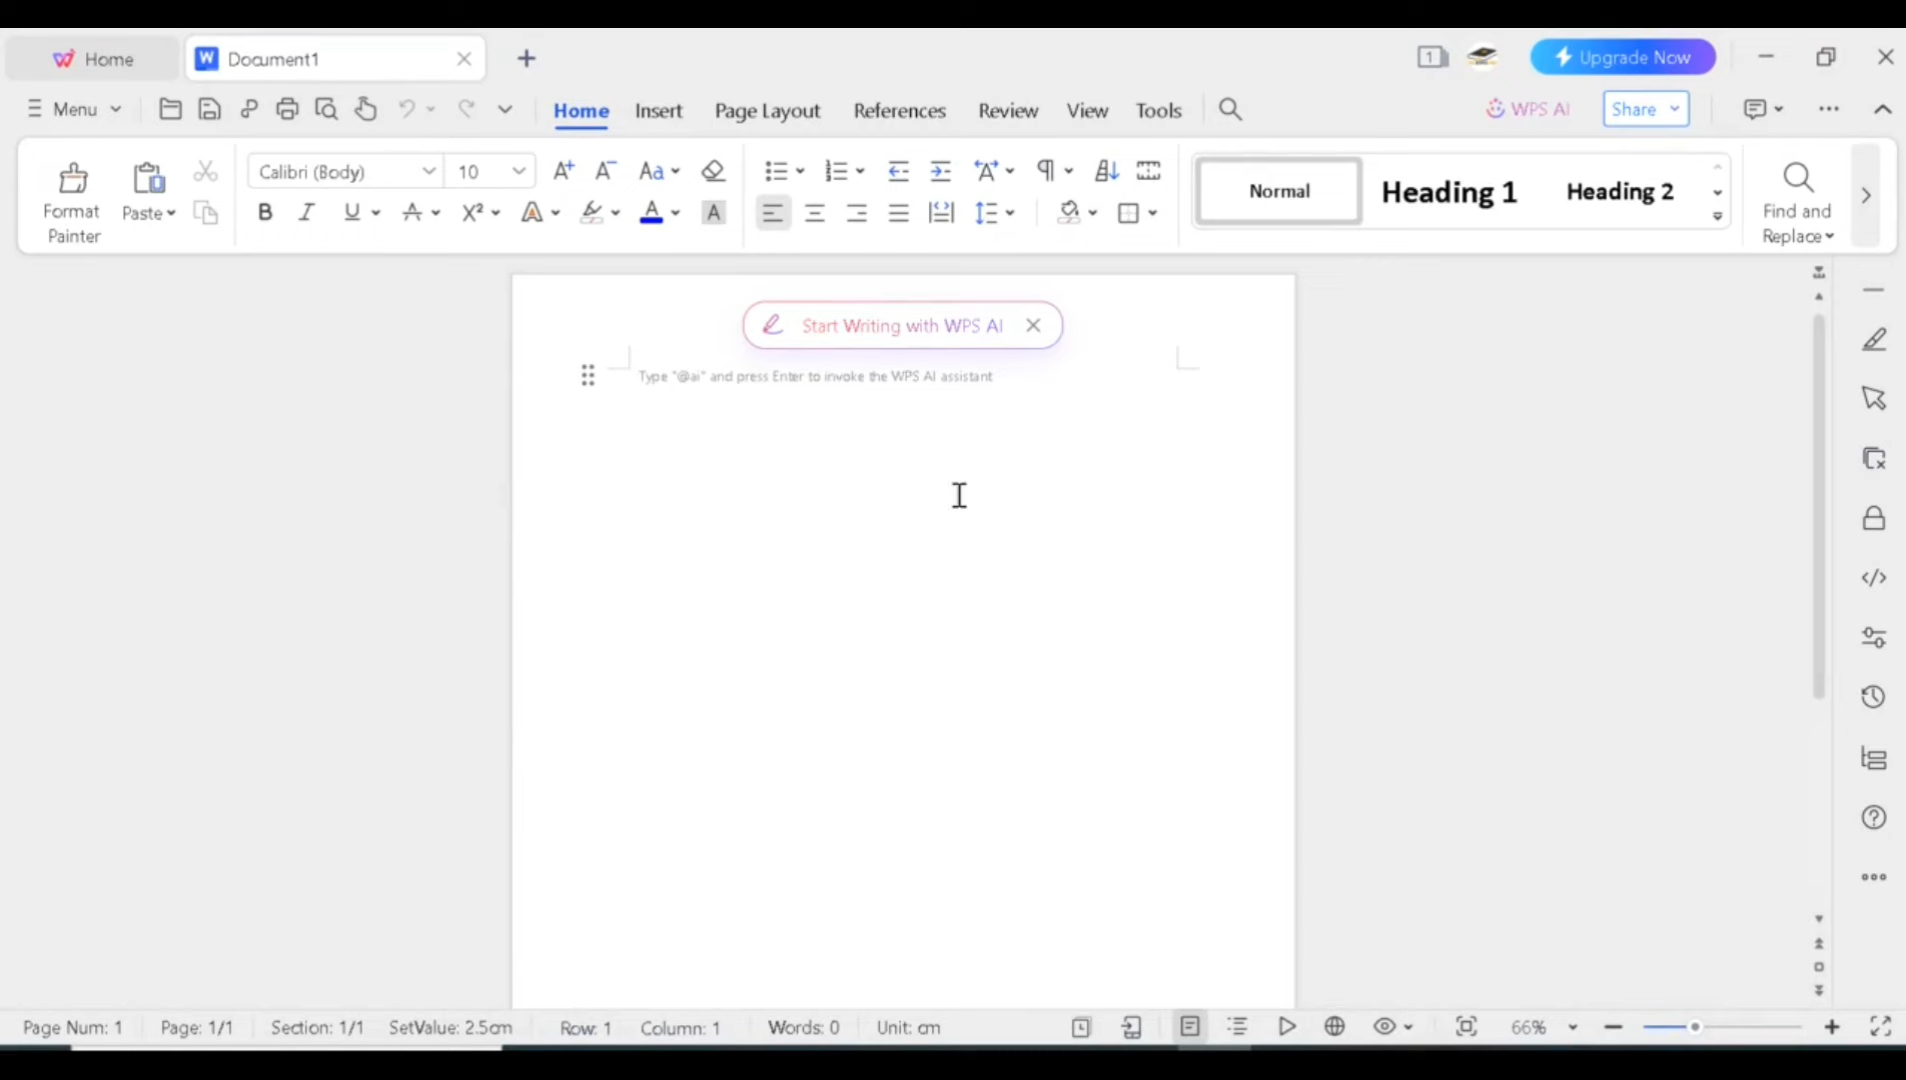 Home
W Document1
1
Upgrade Now
Menu
Home Insert Page Layout References Review View Tools
WPS AI
Share
Format Painter
Paste
Calibri (Body) 10
Normal Heading 1 Heading 2
Find and Replace
Start Writing with WPS AI
Type "@ai" and press Enter to invoke the WPS AI assistant
Page Num: 1 Page: 1/1 Section: 1/1 SetValue: 2.5cm Row: 1 Column: 1 Words: 0 Unit: cm 66%